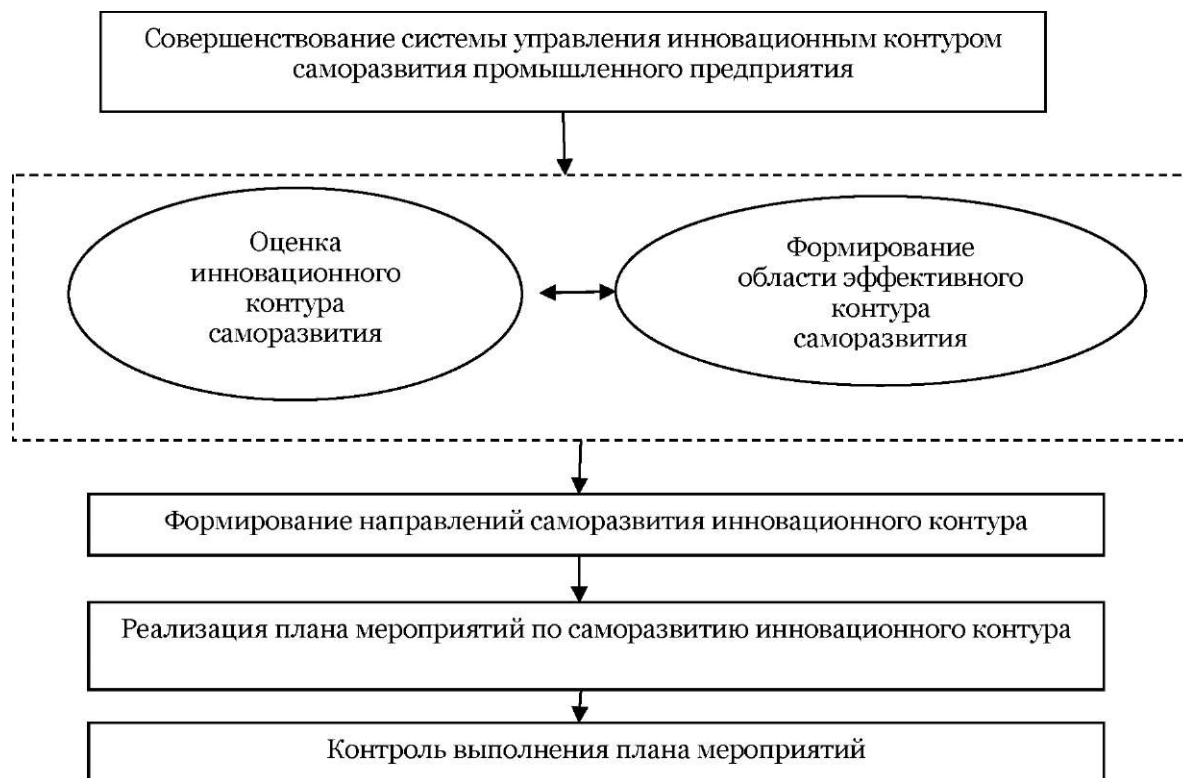 Совершенствование системы управления инновационным контуром
саморазвития промышленного предприятия
Оценка
инновационного
контура
саморазвития
Формирование
области эффективного
контура
саморазвития
Формирование направлений саморазвития инновационного контура
Реализация плана мероприятий по саморазвитию инновационного контура
Контроль выполнения плана мероприятий